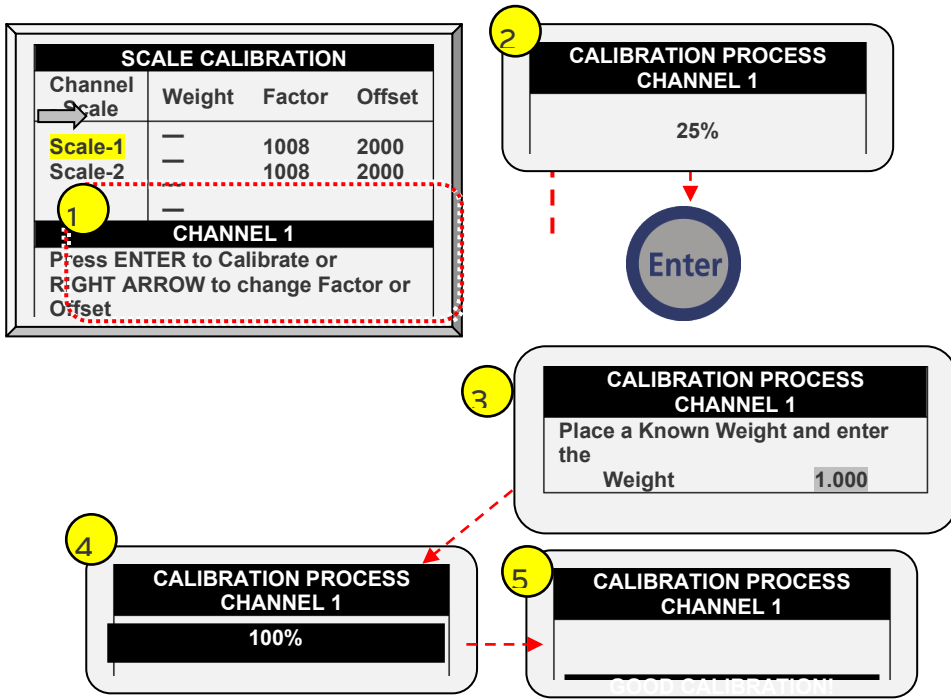 1
SCALE CALIBRATION
Channel Scale Weight Factor Offset
Scale-1 — 1008 2000
Scale-2 — 1008 2000
—
—
CHANNEL 1
Press ENTER to Calibrate or
RIGHT ARROW to change Factor or
Offset
2
CALIBRATION PROCESS
CHANNEL 1
25%
Enter
3
CALIBRATION PROCESS
CHANNEL 1
Place a Known Weight and enter
the
Weight 1.000
4
CALIBRATION PROCESS
CHANNEL 1
100%
5
CALIBRATION PROCESS
CHANNEL 1
GOOD CALIBRATION!